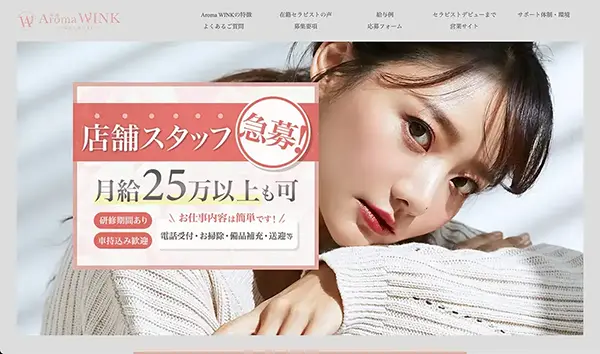 Aroma WINK
Aroma WINKの特徴
在籍セラピストの声
給与例
セラピストデビューまで
サポート体制・環境
よくあるご質問
募集要項
応募フォーム
営業サイト
店舗スタッフ
急募!
月給25万以上も可
研修期間あり
車持込み歓迎
\ お仕事内容は簡単です! /
電話受付・お掃除・備品補充・送迎等